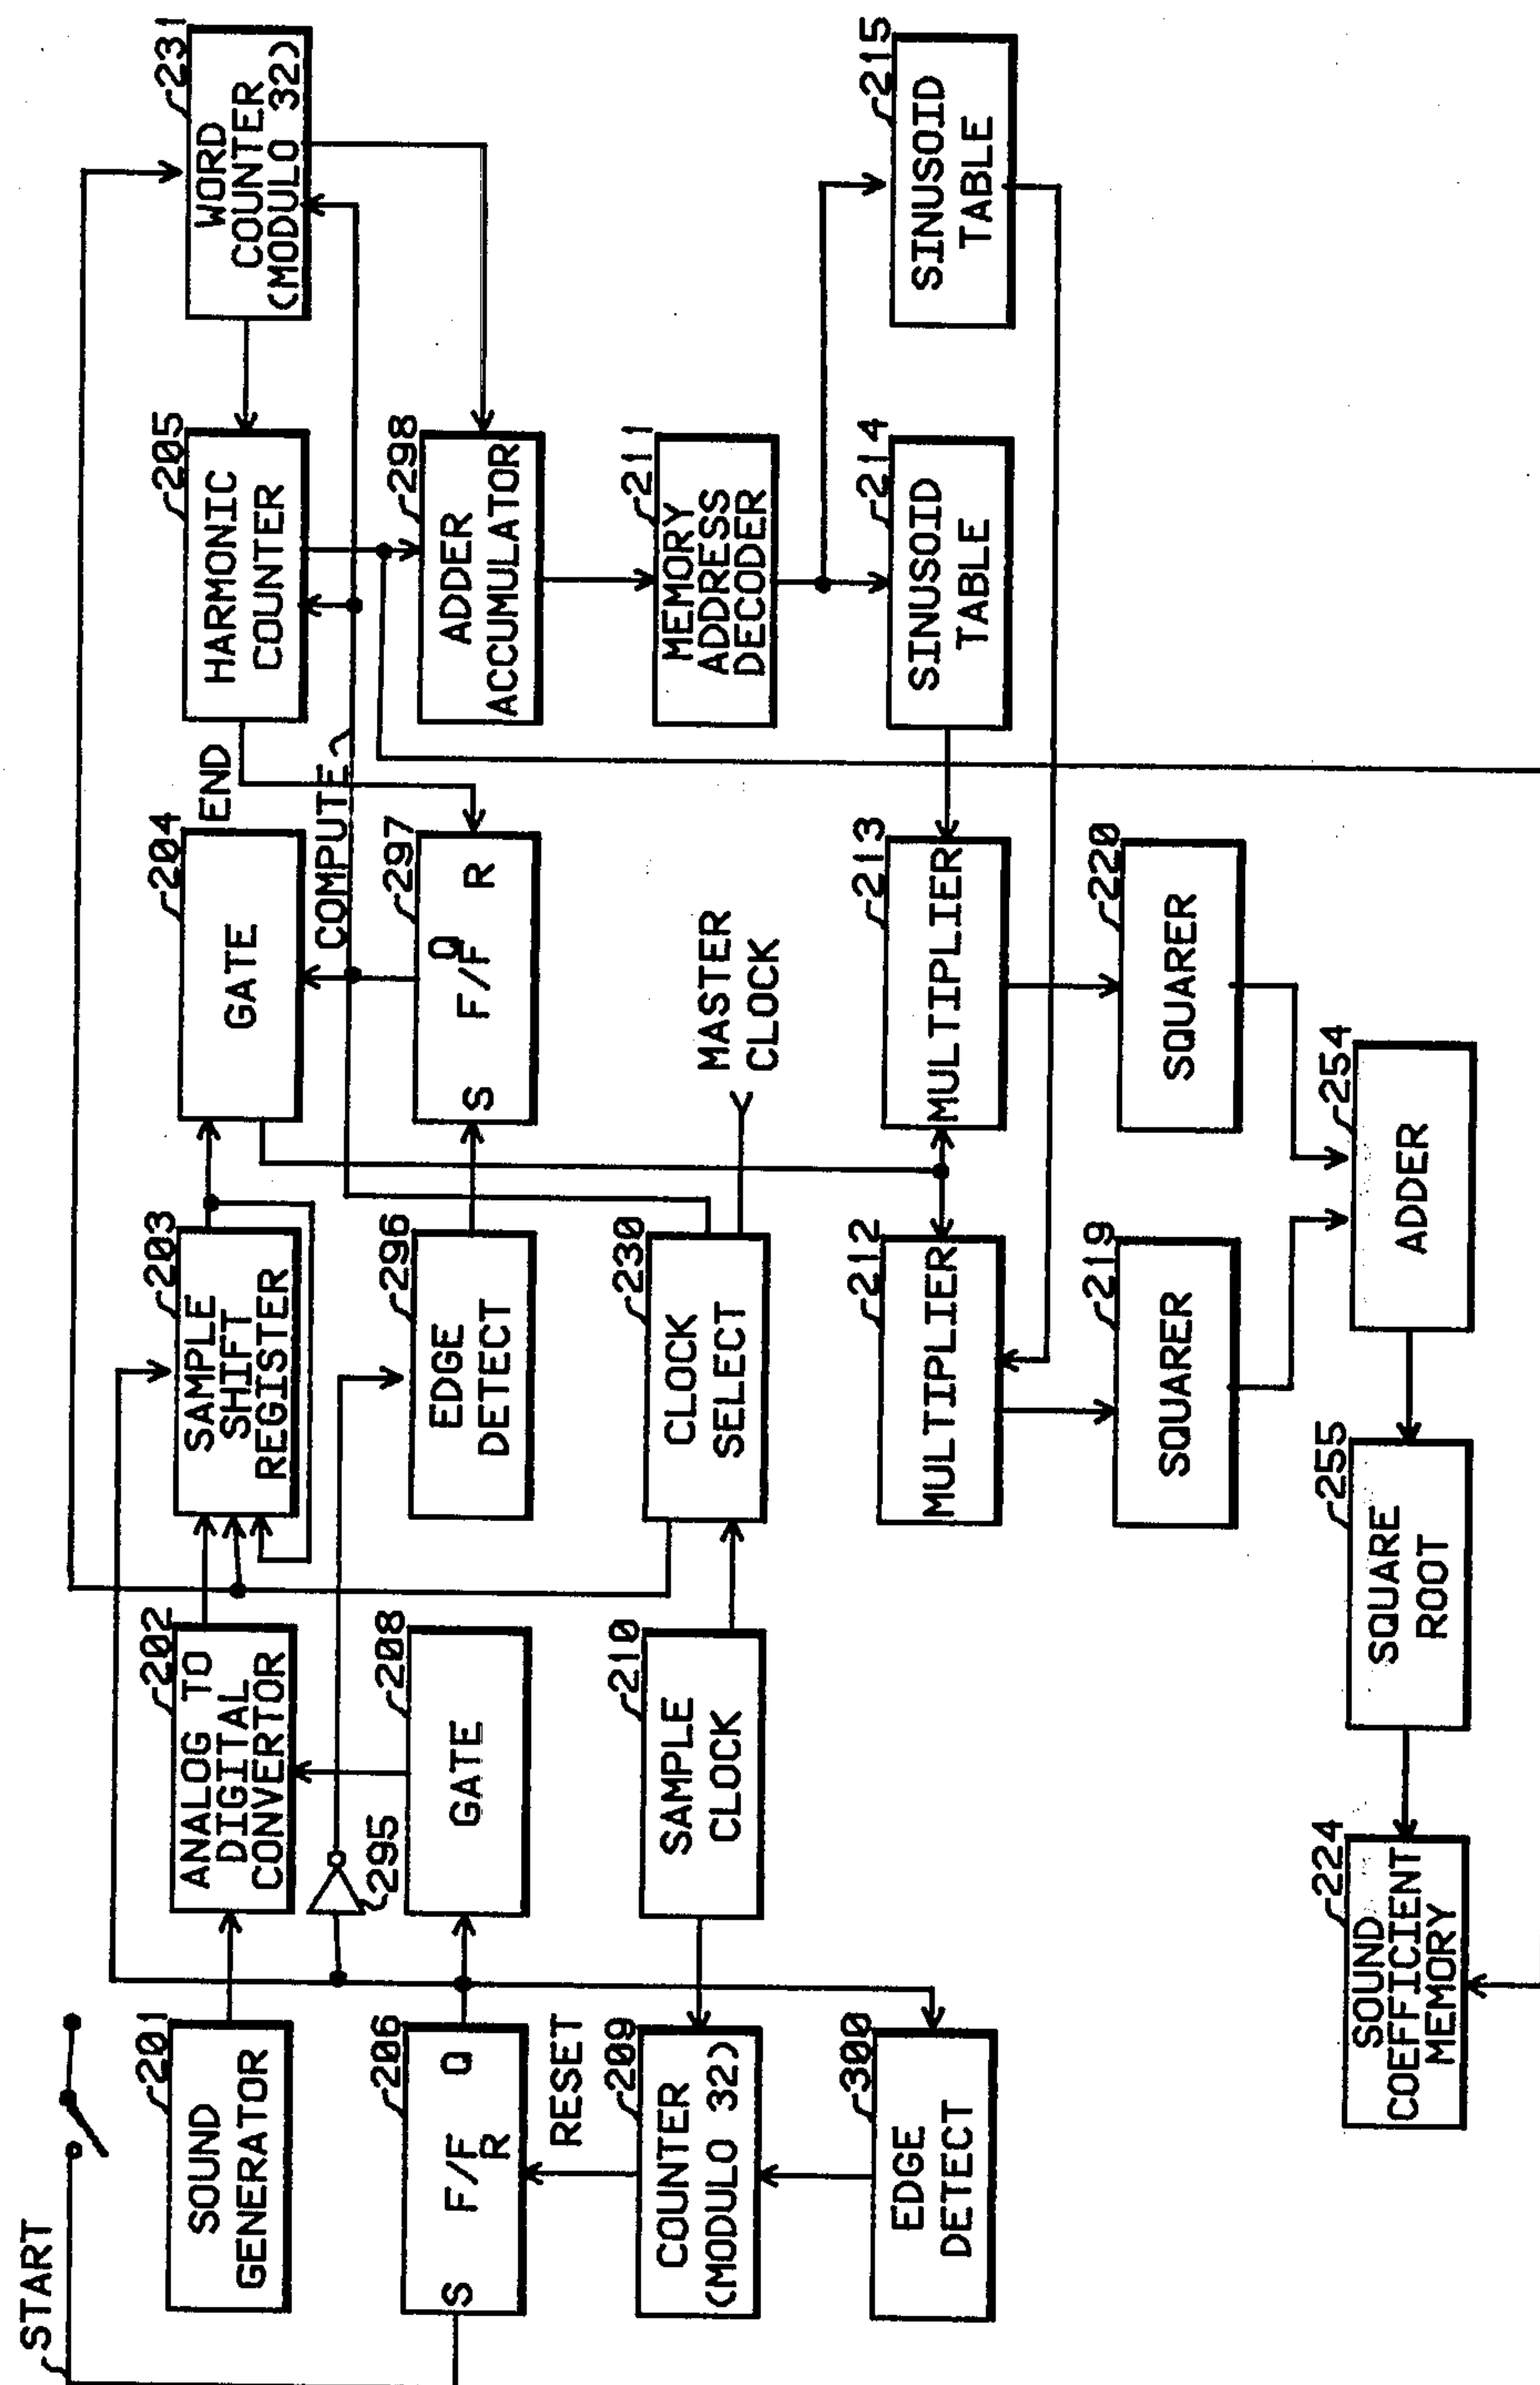 START
201
SOUND
GENERATOR
202
ANALOG TO
DIGITAL
CONVERTOR
203
SAMPLE
SHIFT
REGISTER
204
GATE
END
205
HARMONIC
COUNTER
231
WORD
COUNTER
(MODULO 32)
COMPUTE
206
S F/F Q
R
RESET
295
208
GATE
296
EDGE
DETECT
297
S F/F Q R
298
ADDER
ACCUMULATOR
209
COUNTER
(MODULO 32)
210
SAMPLE
CLOCK
230
CLOCK
SELECT
MASTER
CLOCK
211
MEMORY
ADDRESS
DECODER
300
EDGE
DETECT
212
MULTIPLIER
213
MULTIPLIER
214
SINUSOID
TABLE
215
SINUSOID
TABLE
219
SQUARER
220
SQUARER
224
SOUND
COEFFICIENT
MEMORY
255
SQUARE
ROOT
254
ADDER